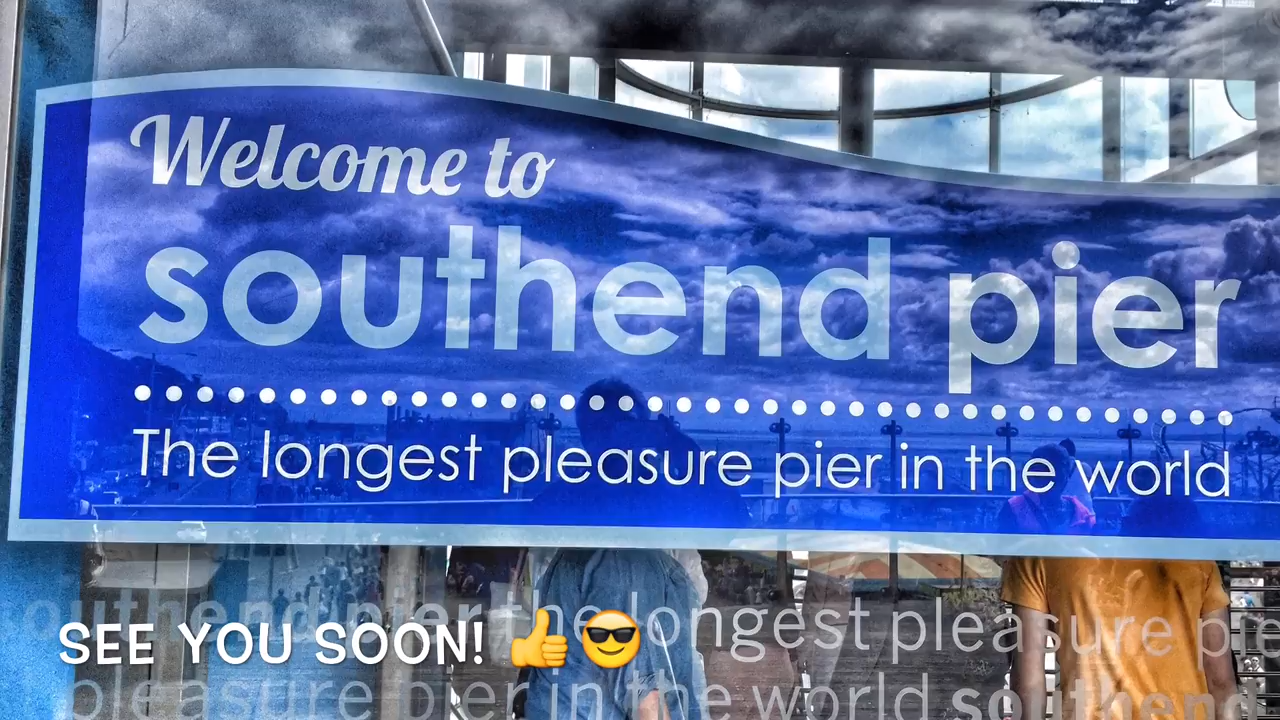 Welcome to
southend pier
The longest pleasure pier in the world
southend pier the longest pleasure pie
SEE YOU SOON! 👍😎
pleasure pier in the world southend